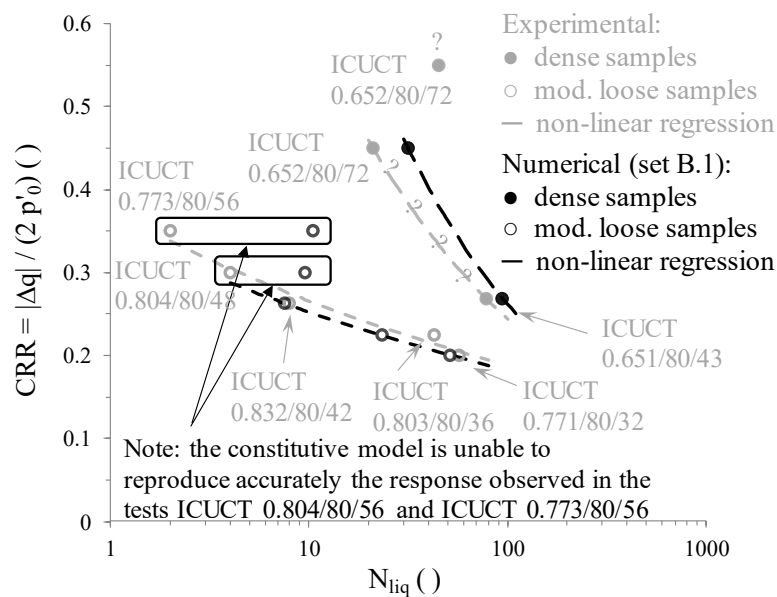 Experimental:
dense samples
mod. loose samples
non-linear regression
Numerical (set B.1):
dense samples
mod. loose samples
non-linear regression
?
ICUCT
0.652/80/72
ICUCT
0.652/80/72
ICUCT
0.773/80/56
ICUCT
0.804/80/48
? ? ? ?
ICUCT
0.651/80/43
ICUCT
0.832/80/42
ICUCT
0.803/80/36
ICUCT
0.771/80/32
Note: the constitutive model is unable to
reproduce accurately the response observed in the
tests ICUCT 0.804/80/56 and ICUCT 0.773/80/56
CRR = |Δq| / (2 p'0) ( )
0.6
0.5
0.4
0.3
0.2
0.1
0
1 10 100 1000
Nliq ( )